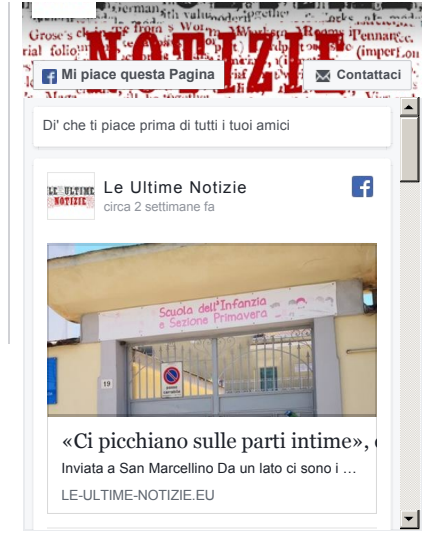 NOTIZIE
Mi piace questa Pagina
Contattaci
Di' che ti piace prima di tutti i tuoi amici
LE ULTIME
NOTIZIE
Le Ultime Notizie
circa 2 settimane fa
Scuola dell'Infanzia
e Sezione Primavera
19
«Ci picchiano sulle parti intime»,
Inviata a San Marcellino Da un lato ci sono i …
LE-ULTIME-NOTIZIE.EU